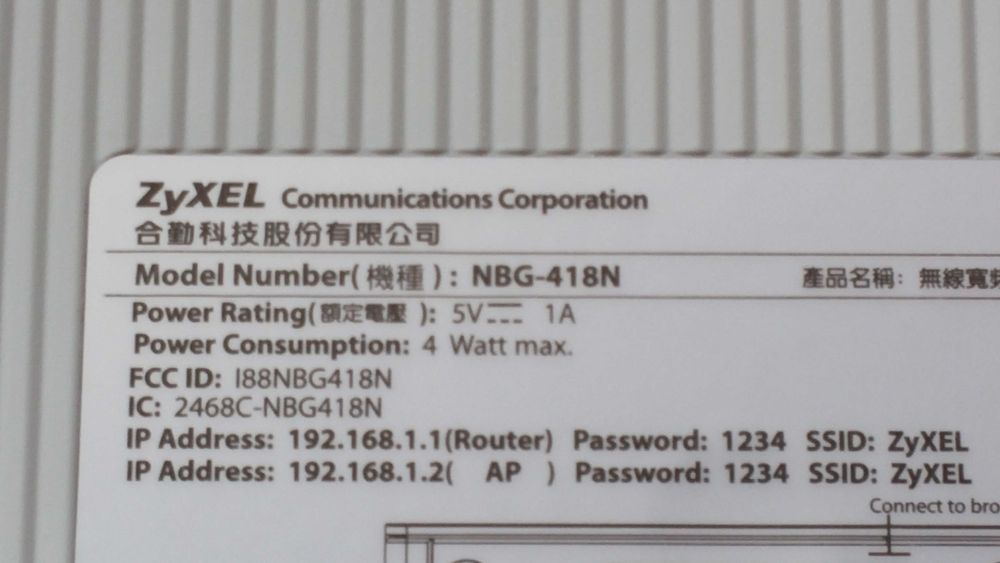 ZyXEL Communications Corporation
合勤科技股份有限公司
Model Number( 機種 ): NBG-418N 產品名稱: 無線寬頻
Power Rating( 額定電壓 ): 5V⎓ 1A
Power Consumption: 4 Watt max.
FCC ID: I88NBG418N
IC: 2468C-NBG418N
IP Address: 192.168.1.1(Router) Password: 1234 SSID: ZyXEL
IP Address: 192.168.1.2( AP ) Password: 1234 SSID: ZyXEL
Connect to bro